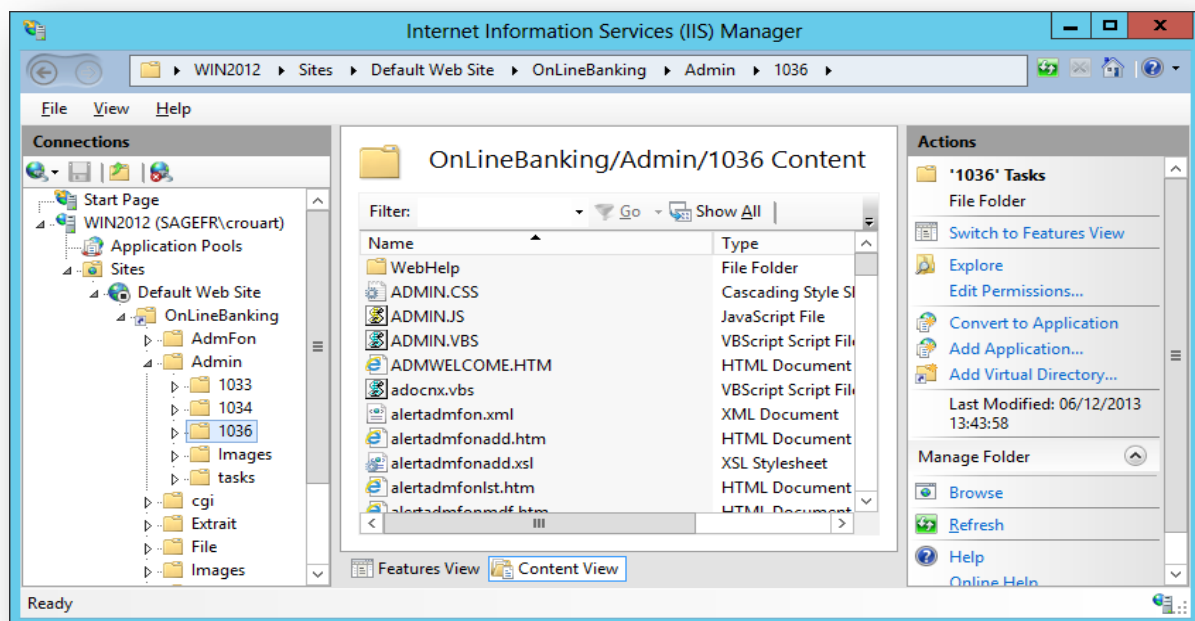 Internet Information Services (IIS) Manager
WIN2012 Sites Default Web Site OnLineBanking Admin 1036
File View Help
Connections
Start Page
WIN2012 (SAGEFR\crouart)
Application Pools
Sites
Default Web Site
OnLineBanking
AdmFon
Admin
1033
1034
1036
Images
tasks
cgi
Extrait
File
Images
OnLineBanking/Admin/1036 Content
Filter: Go Show All
Name Type
WebHelp File Folder
ADMIN.CSS Cascading Style Sl
ADMIN.JS JavaScript File
ADMIN.VBS VBScript Script File
ADMWELCOME.HTM HTML Document
adocnx.vbs VBScript Script File
alertadmfon.xml XML Document
alertadmfonadd.htm HTML Document
alertadmfonadd.xsl XSL Stylesheet
alertadmfonlst.htm HTML Document
alertadmfonmdf.htm HTML Document
Features View Content View
Actions
'1036' Tasks
File Folder
Switch to Features View
Explore
Edit Permissions...
Convert to Application
Add Application...
Add Virtual Directory...
Last Modified: 06/12/2013
13:43:58
Manage Folder
Browse
Refresh
Help
Online Help
Ready